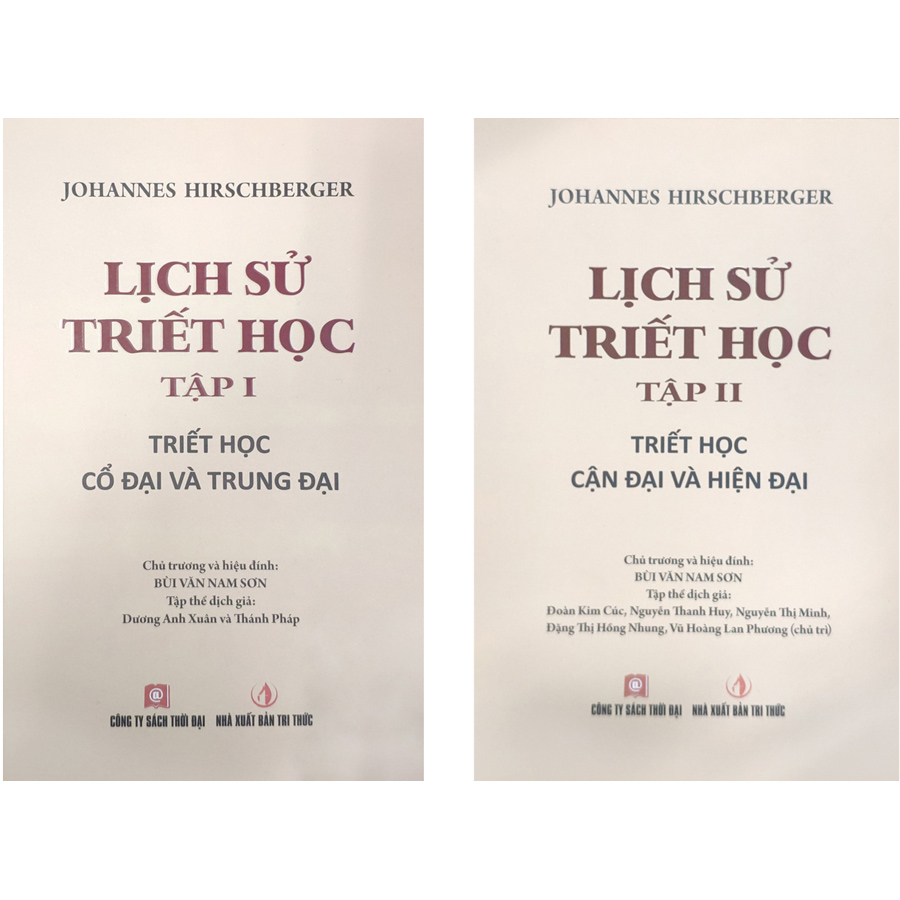 JOHANNES HIRSCHBERGER
LỊCH SỬ
TRIẾT HỌC
TẬP I
TRIẾT HỌC
CỔ ĐẠI VÀ TRUNG ĐẠI
Chủ trương và hiệu đính:
BÙI VĂN NAM SƠN
Tập thể dịch giả:
Dương Anh Xuân và Thánh Pháp
CÔNG TY SÁCH THỜI ĐẠI NHÀ XUẤT BẢN TRI THỨC
JOHANNES HIRSCHBERGER
LỊCH SỬ
TRIẾT HỌC
TẬP II
TRIẾT HỌC
CẬN ĐẠI VÀ HIỆN ĐẠI
Chủ trương và hiệu đính:
BÙI VĂN NAM SƠN
Tập thể dịch giả:
Đoàn Kim Cúc, Nguyễn Thanh Huy, Nguyễn Thị Minh,
Đặng Thị Hồng Nhung, Vũ Hoàng Lan Phương (chủ trì)
CÔNG TY SÁCH THỜI ĐẠI NHÀ XUẤT BẢN TRI THỨC